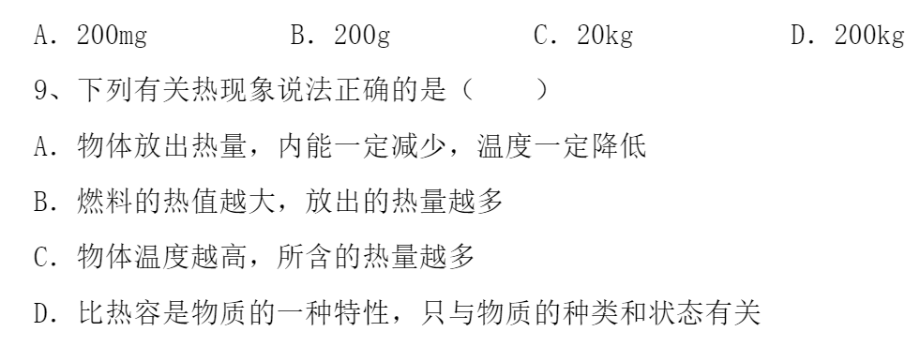 A. 200mg B. 200g C. 20kg D. 200kg
9、下列有关热现象说法正确的是（ ）
A. 物体放出热量，内能一定减少，温度一定降低
B. 燃料的热值越大，放出的热量越多
C. 物体温度越高，所含的热量越多
D. 比热容是物质的一种特性，只与物质的种类和状态有关